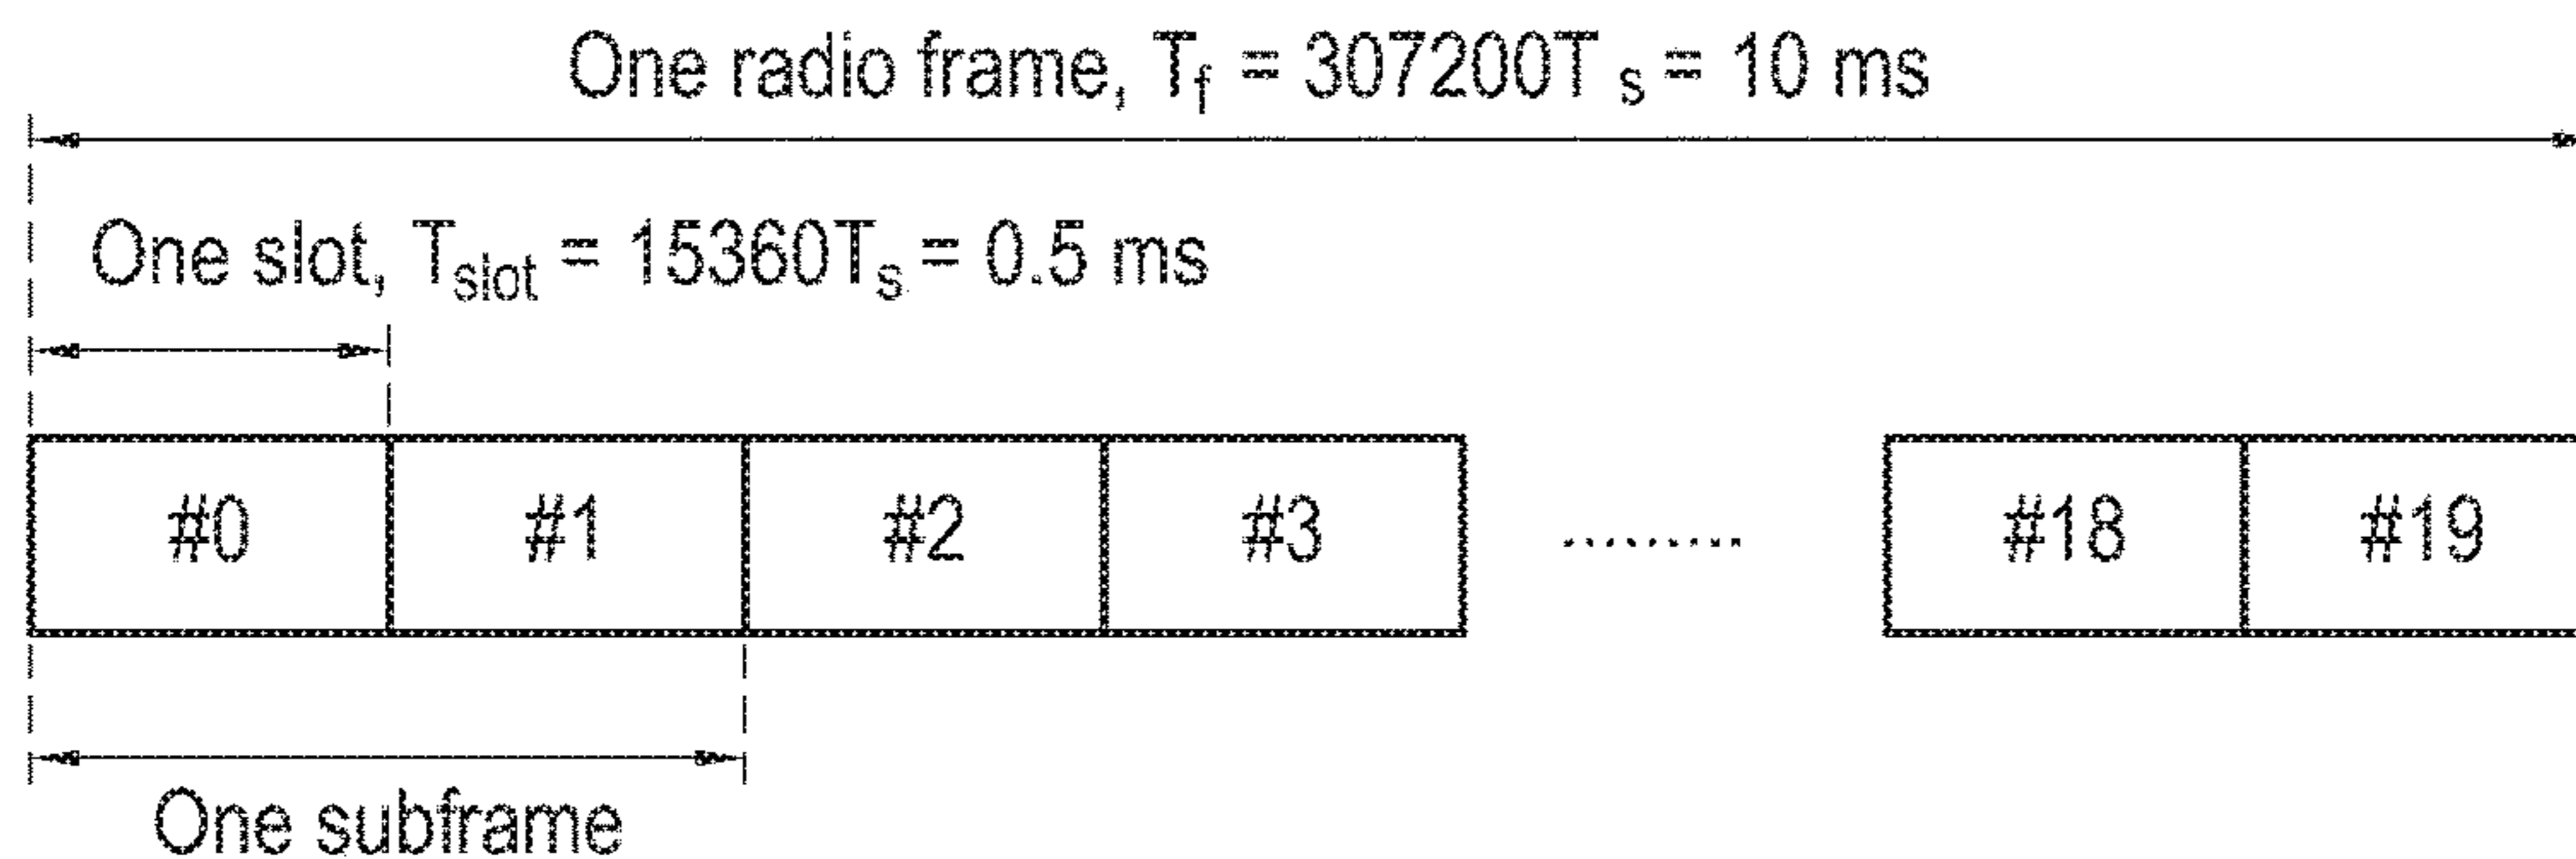 One radio frame, Tf = 307200T s = 10 ms
One slot, Tslot = 15360Ts = 0.5 ms
#0 #1 #2 #3 ......... #18 #19
One subframe